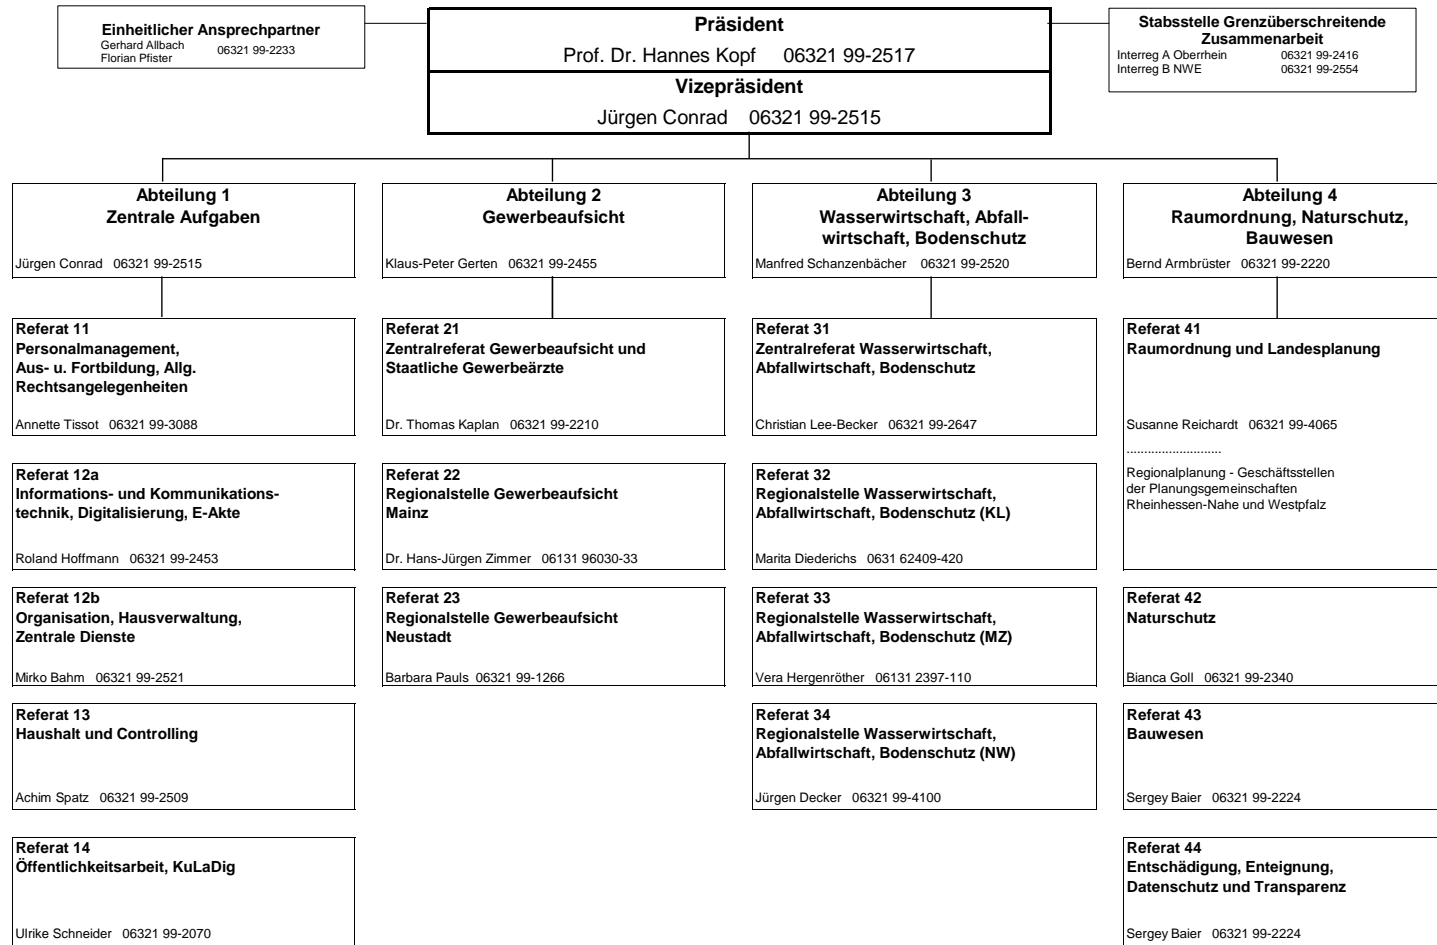 Einheitlicher Ansprechpartner
Gerhard Allbach
Florian Pfister
06321 99-2233
Präsident
Prof. Dr. Hannes Kopf 06321 99-2517
Vizepräsident
Jürgen Conrad 06321 99-2515
Stabsstelle Grenzüberschreitende
Zusammenarbeit
Interreg A Oberrhein 06321 99-2416
Interreg B NWE 06321 99-2554
Abteilung 1
Zentrale Aufgaben
Jürgen Conrad 06321 99-2515
Abteilung 2
Gewerbeaufsicht
Klaus-Peter Gerten 06321 99-2455
Abteilung 3
Wasserwirtschaft, Abfall-
wirtschaft, Bodenschutz
Manfred Schanzenbächer 06321 99-2520
Abteilung 4
Raumordnung, Naturschutz,
Bauwesen
Bernd Armbrüster 06321 99-2220
Referat 11
Personalmanagement,
Aus- u. Fortbildung, Allg.
Rechtsangelegenheiten
Annette Tissot 06321 99-3088
Referat 21
Zentralreferat Gewerbeaufsicht und
Staatliche Gewerbeärzte
Dr. Thomas Kaplan 06321 99-2210
Referat 31
Zentralreferat Wasserwirtschaft,
Abfallwirtschaft, Bodenschutz
Christian Lee-Becker 06321 99-2647
Referat 41
Raumordnung und Landesplanung
Susanne Reichardt 06321 99-4065
...........................
Regionalplanung - Geschäftsstellen
der Planungsgemeinschaften
Rheinhessen-Nahe und Westpfalz
Referat 12a
Informations- und Kommunikations-
technik, Digitalisierung, E-Akte
Roland Hoffmann 06321 99-2453
Referat 22
Regionalstelle Gewerbeaufsicht
Mainz
Dr. Hans-Jürgen Zimmer 06131 96030-33
Referat 32
Regionalstelle Wasserwirtschaft,
Abfallwirtschaft, Bodenschutz (KL)
Marita Diederichs 0631 62409-420
Referat 12b
Organisation, Hausverwaltung,
Zentrale Dienste
Mirko Bahm 06321 99-2521
Referat 23
Regionalstelle Gewerbeaufsicht
Neustadt
Barbara Pauls 06321 99-1266
Referat 33
Regionalstelle Wasserwirtschaft,
Abfallwirtschaft, Bodenschutz (MZ)
Vera Hergenröther 06131 2397-110
Referat 42
Naturschutz
Bianca Goll 06321 99-2340
Referat 13
Haushalt und Controlling
Achim Spatz 06321 99-2509
Referat 34
Regionalstelle Wasserwirtschaft,
Abfallwirtschaft, Bodenschutz (NW)
Jürgen Decker 06321 99-4100
Referat 43
Bauwesen
Sergey Baier 06321 99-2224
Referat 14
Öffentlichkeitsarbeit, KuLaDig
Ulrike Schneider 06321 99-2070
Referat 44
Entschädigung, Enteignung,
Datenschutz und Transparenz
Sergey Baier 06321 99-2224